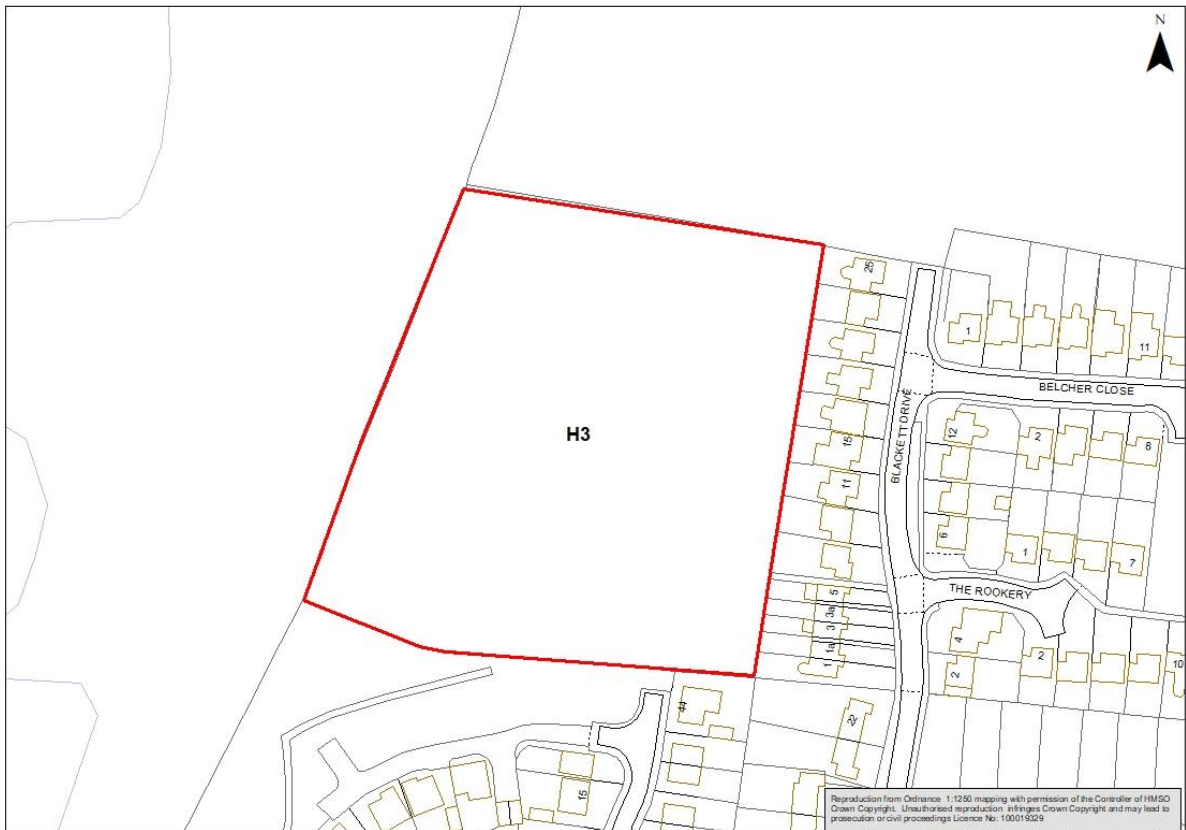 N
25
1
11
BELCHER CLOSE
BLACKETT DRIVE
H3
12
2
8
15
11
6
1
7
THE ROOKERY
5
3a
3
1a
1
4
2
2
10
44
22
15
Reproduction from Ordnance 1:1250 mapping with permission of the Controller of HMSO
Crown Copyright. Unauthorised reproduction infringes Crown Copyright and may lead to
prosecution or civil proceedings Licence No: 100019329